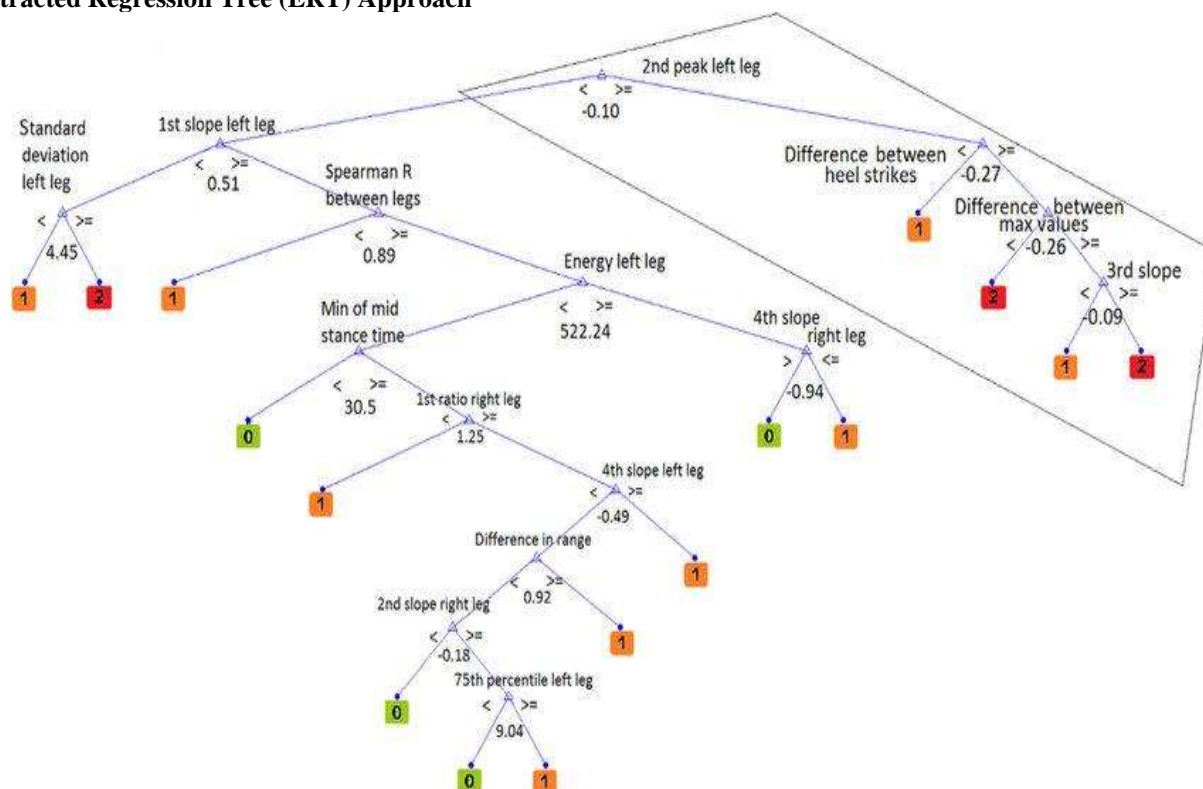 tracted Regression Tree (ERT) Approach
2nd peak left leg
< >=
-0.10
1st slope left leg
< >=
0.51
Standard
deviation
left leg
< >=
4.45
1
2
Spearman R
between legs
< >=
0.89
1
Energy left leg
< >=
522.24
Min of mid
stance time
< >=
30.5
0
1st ratio right leg
< >=
1.25
1
4th slope left leg
< >=
-0.49
1
Difference in range
< >=
0.92
1
2nd slope right leg
< >=
-0.18
0
75th percentile left leg
< >=
9.04
0
1
4th slope
right leg
> <=
-0.94
0
1
Difference between
heel strikes
< >=
-0.27
1
Difference between
max values
< >=
-0.26
2
3rd slope
< >=
-0.09
1
2